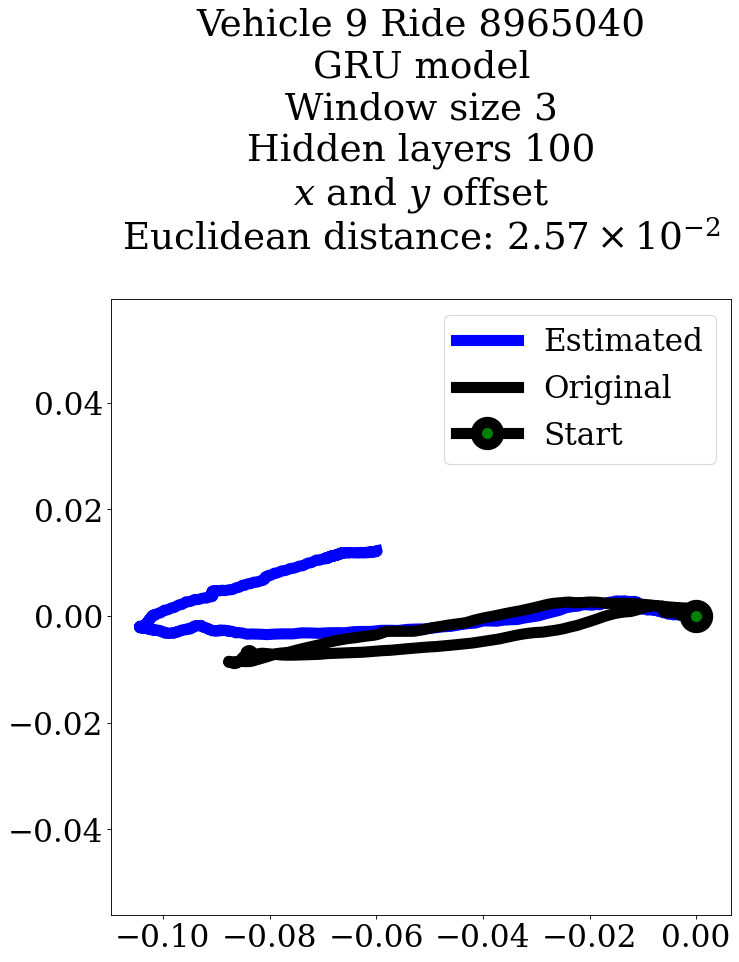 Vehicle 9 Ride 8965040
GRU model
Window size 3
Hidden layers 100
x and y offset
Euclidean distance: 2.57 × 10⁻²
Estimated
Original
Start
0.04
0.02
0.00
−0.02
−0.04
−0.10 −0.08 −0.06 −0.04 −0.02 0.00